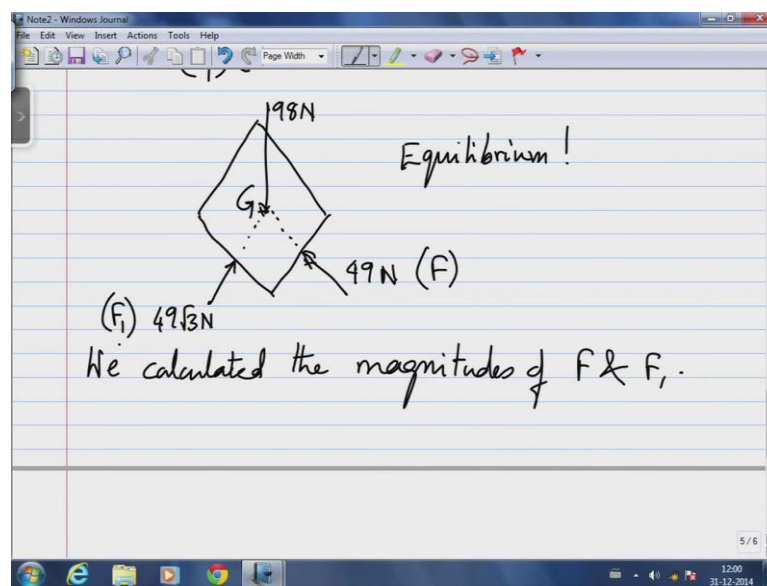 Note2 - Windows Journal
File Edit View Insert Actions Tools Help
Page Width
98N
Equilibrium !
G
49N (F)
(F₁) 49√3N
We calculated the magnitudes of F & F₁.
5 / 6
12:00
31-12-2014